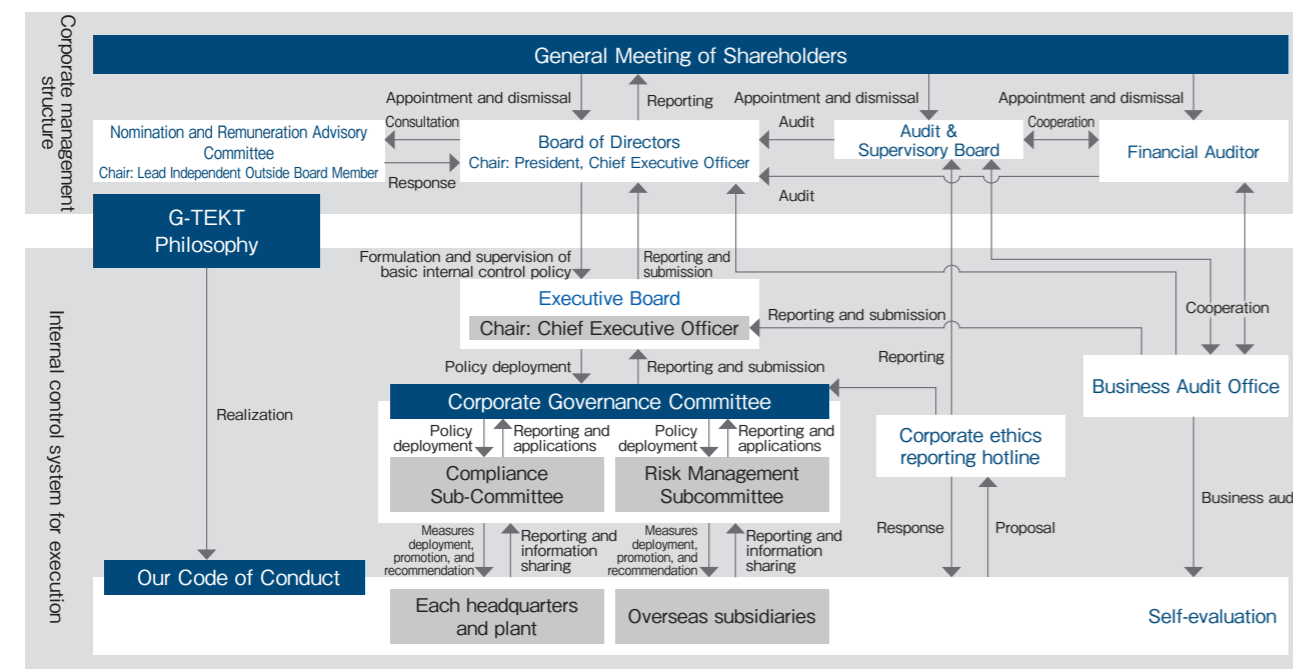 Corporate management
structure
General Meeting of Shareholders
Appointment and dismissal
Reporting
Appointment and dismissal
Appointment and dismissal
Nomination and Remuneration Advisory
Committee
Chair: Lead Independent Outside Board Member
Consultation
Response
Board of Directors
Chair: President, Chief Executive Officer
Audit
Audit &
Supervisory Board
Cooperation
Financial Auditor
Audit
G-TEKT
Philosophy
Internal control system for execution
Formulation and supervision of
basic internal control policy
Reporting and
submission
Executive Board
Chair: Chief Executive Officer
Reporting and submission
Cooperation
Policy deployment
Reporting and submission
Reporting
Business Audit Office
Corporate Governance Committee
Realization
Policy
deployment
Reporting and
applications
Policy
deployment
Reporting and
applications
Corporate ethics
reporting hotline
Compliance
Sub-Committee
Risk Management
Subcommittee
Business aud
Measures
deployment,
promotion, and
recommendation
Reporting and
information
sharing
Measures
deployment,
promotion, and
recommendation
Reporting and
information
sharing
Response
Proposal
Our Code of Conduct
Each headquarters
and plant
Overseas subsidiaries
Self-evaluation